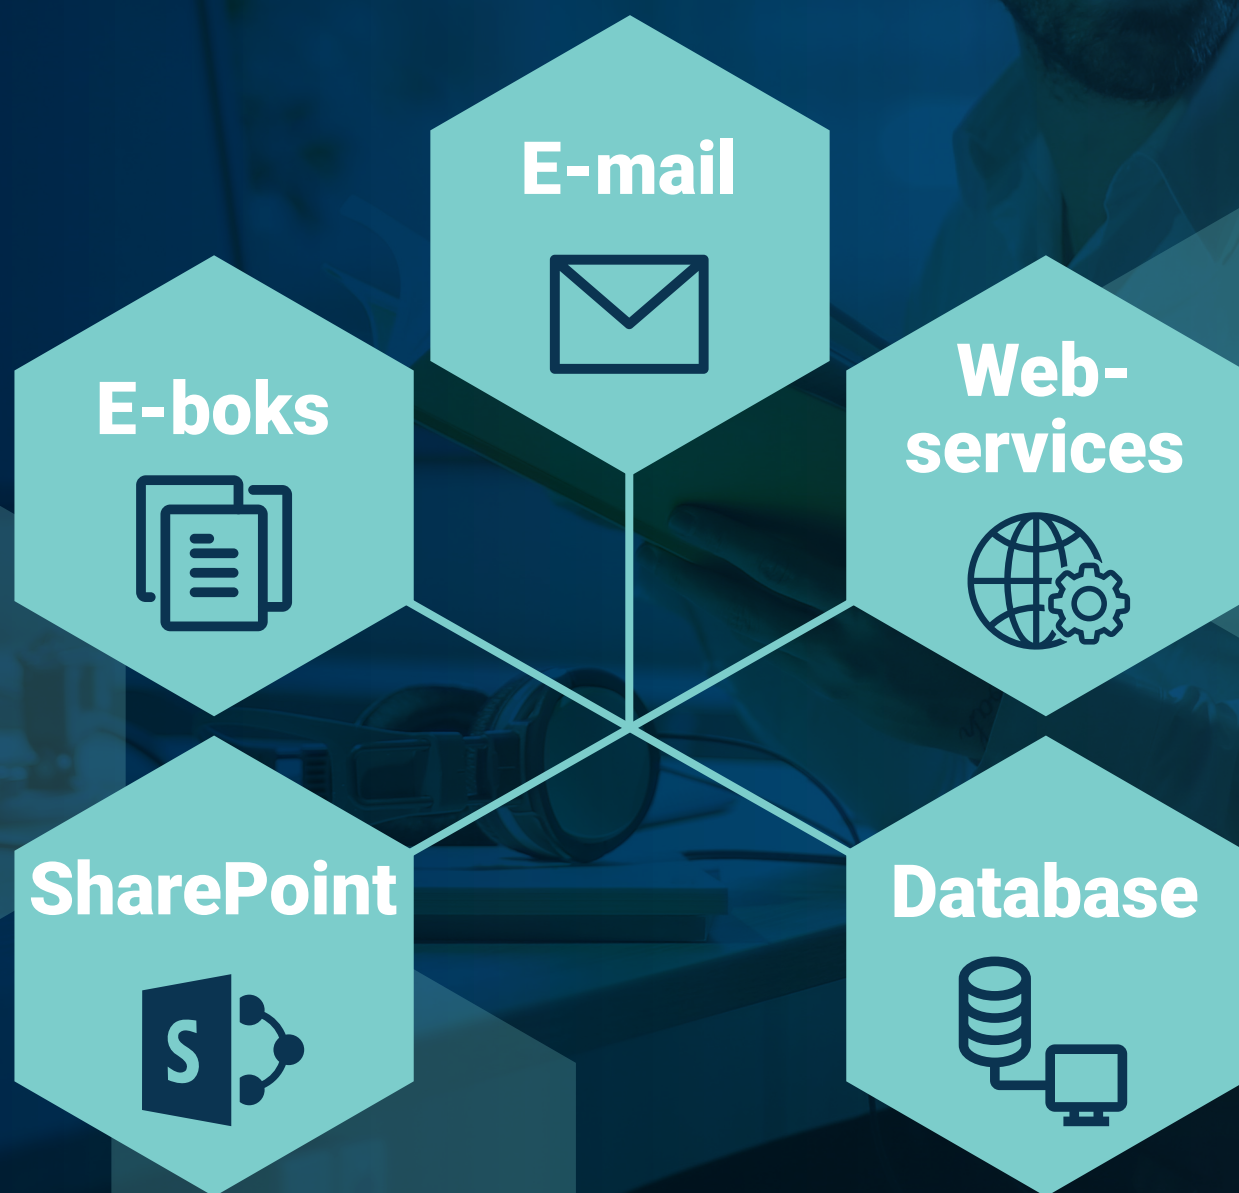 E-mail
E-boks
Web-
services
SharePoint
S
Database